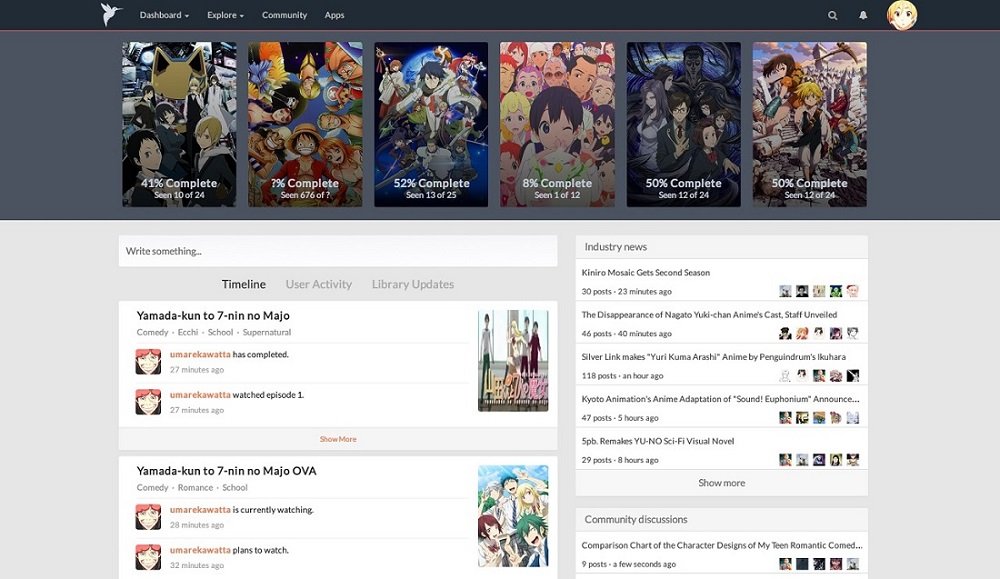 Dashboard
Explore
Community
Apps
41% Complete
Seen 10 of 24
?% Complete
Seen 676 of ?
52% Complete
Seen 13 of 25
8% Complete
Seen 1 of 12
50% Complete
Seen 12 of 24
50% Complete
Seen 12 of 24
Write something...
Timeline User Activity Library Updates
Yamada-kun to 7-nin no Majo
Comedy · Ecchi · School · Supernatural
umarekawatta has completed.
27 minutes ago
umarekawatta watched episode 1.
27 minutes ago
Show More
Yamada-kun to 7-nin no Majo OVA
Comedy · Romance · School
umarekawatta is currently watching.
28 minutes ago
umarekawatta plans to watch.
32 minutes ago
Industry news
Kiniro Mosaic Gets Second Season
30 posts · 23 minutes ago
The Disappearance of Nagato Yuki-chan Anime's Cast, Staff Unveiled
46 posts · 40 minutes ago
Silver Link makes "Yuri Kuma Arashi" Anime by Penguindrum's Ikuhara
118 posts · an hour ago
Kyoto Animation's Anime Adaptation of "Sound! Euphonium" Announce...
47 posts · 5 hours ago
5pb. Remakes YU-NO Sci-Fi Visual Novel
29 posts · 8 hours ago
Show more
Community discussions
Comparison Chart of the Character Designs of My Teen Romantic Comed...
9 posts · a few seconds ago